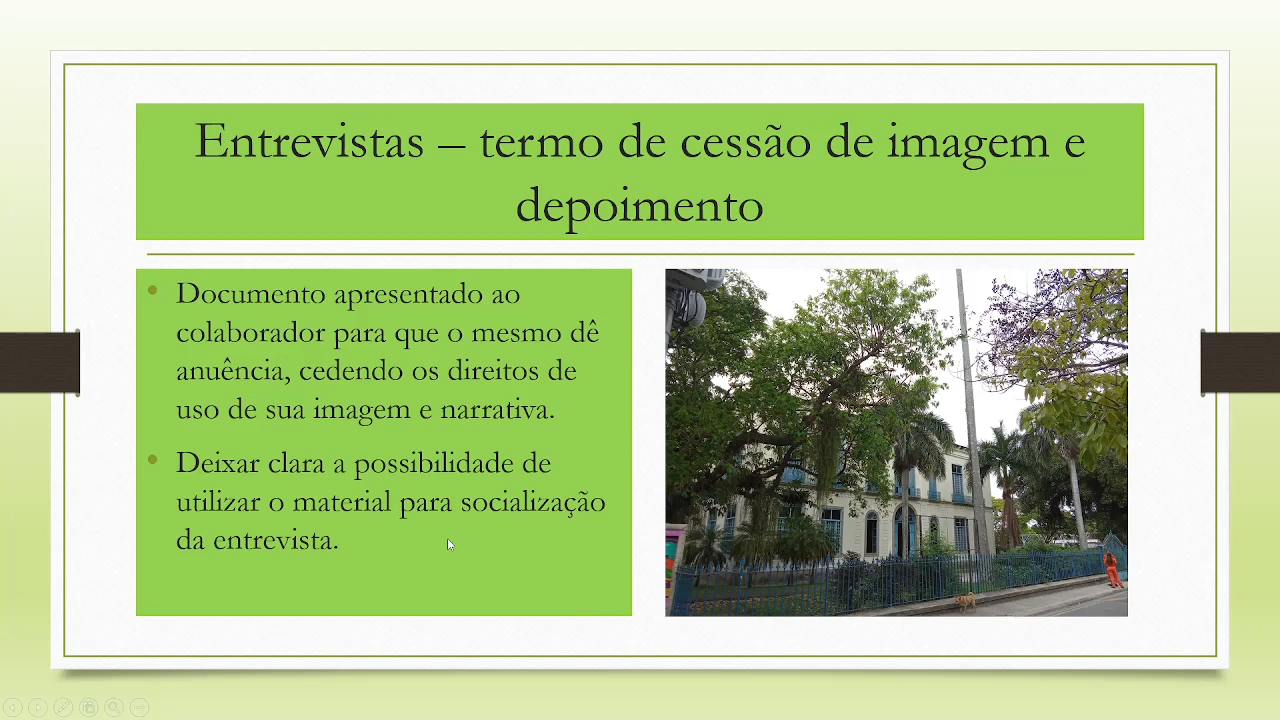 Entrevistas – termo de cessão de imagem e
depoimento
• Documento apresentado ao
colaborador para que o mesmo dê
anuência, cedendo os direitos de
uso de sua imagem e narrativa.
• Deixar clara a possibilidade de
utilizar o material para socialização
da entrevista.